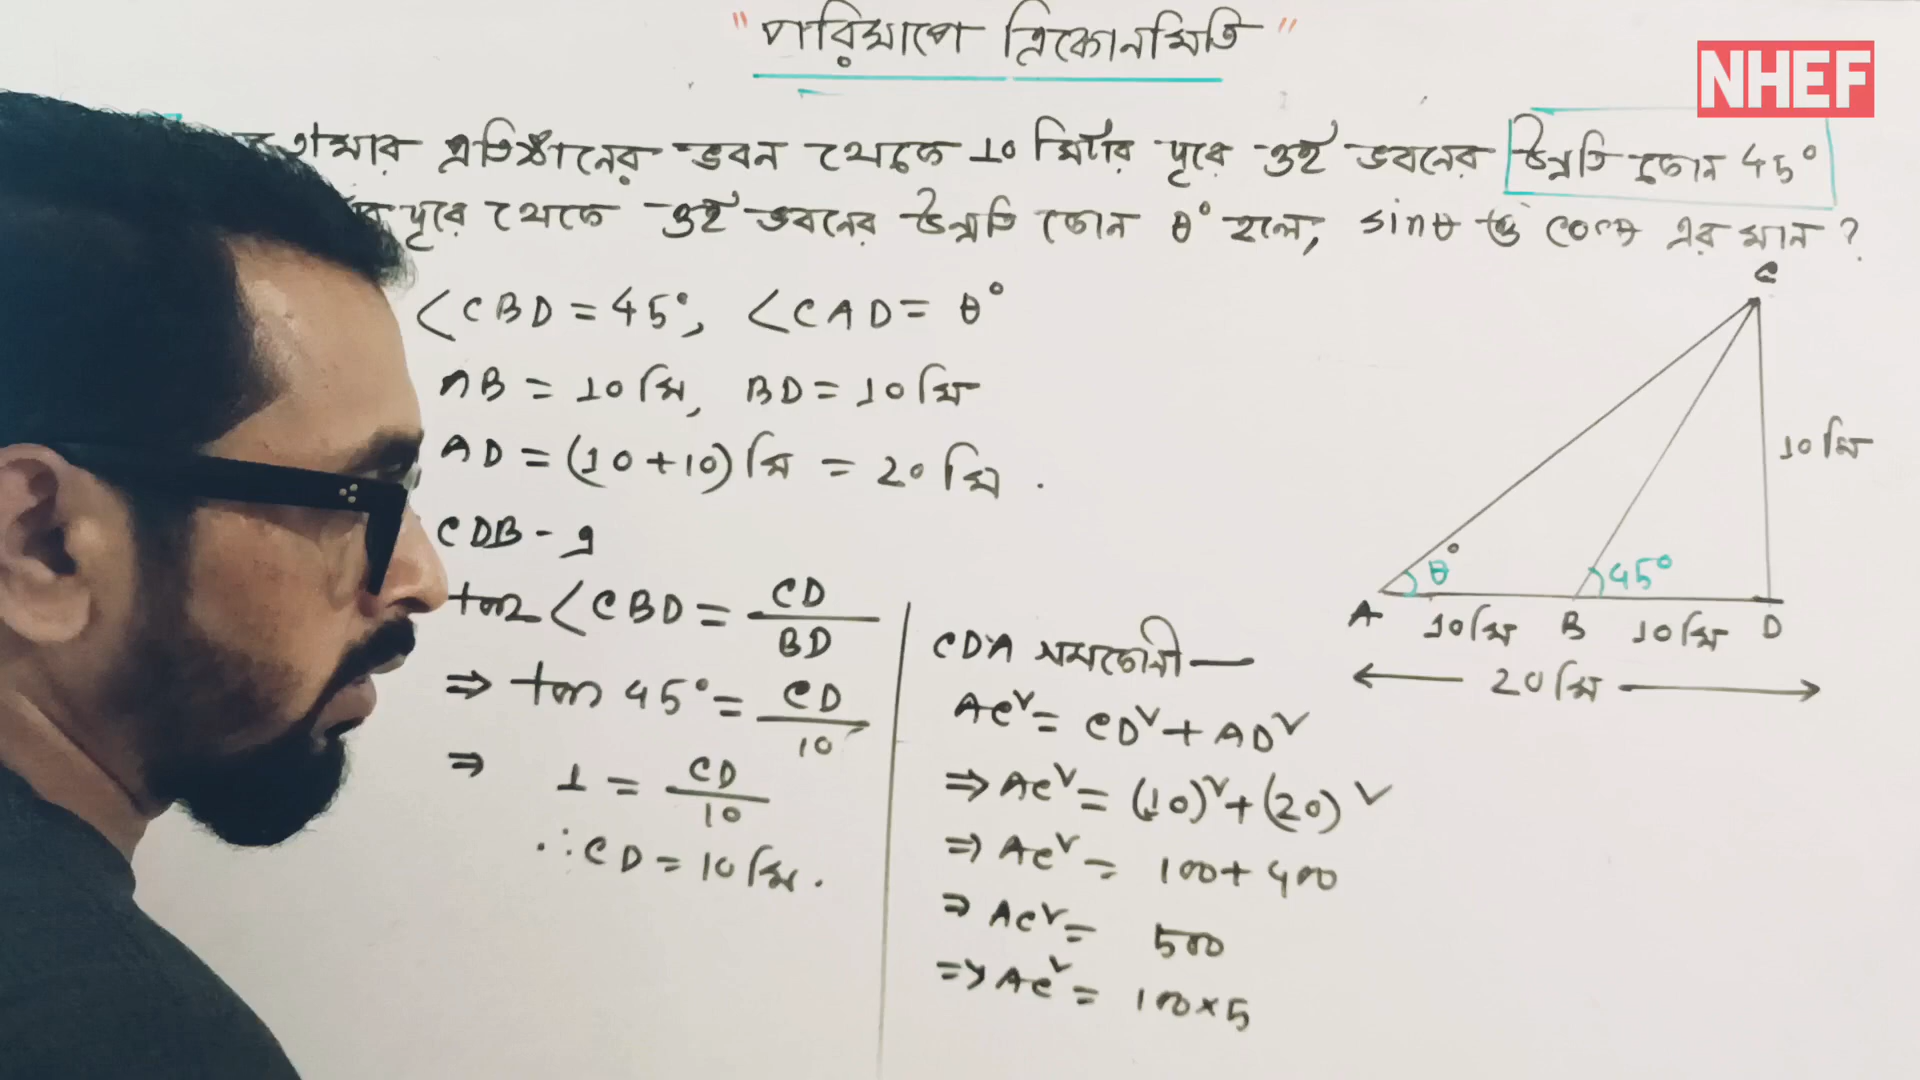 "পরিমাপে ত্রিকোনমিতি"
NHEF
তোমার প্রতিষ্ঠানের ভবন থেকে 10 মিটার দূরে ঐ ভবনের উন্নতি কোন 45°
দূরে থেকে ঐ ভবনের উন্নতি কোন θ° হলে, sinθ ও cosθ এর মান ?
<CBD = 45°, <CAD = θ°
AB = 10 মি, BD = 10 মি
AD = (10+10) মি = 20 মি.
CDB - এ
tan <CBD = CD/BD
⇒ tan 45° = CD/10
⇒ 1 = CD/10
∴ CD = 10 মি.
CDA সমকোনী—
AC² = CD² + AD²
⇒ AC² = (10)² + (20)²
⇒ AC² = 100 + 400
⇒ AC² = 500
⇒ AC² = 100×5
C
10 মি
θ° 45°
A 10 মি B 10 মি D
20 মি